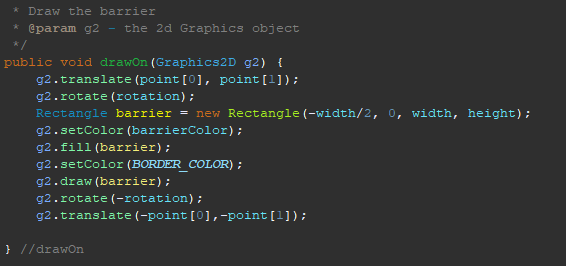 * Draw the barrier
* @param g2 - the 2d Graphics object
*/
public void drawOn(Graphics2D g2) {
g2.translate(point[0], point[1]);
g2.rotate(rotation);
Rectangle barrier = new Rectangle(-width/2, 0, width, height);
g2.setColor(barrierColor);
g2.fill(barrier);
g2.setColor(BORDER_COLOR);
g2.draw(barrier);
g2.rotate(-rotation);
g2.translate(-point[0],-point[1]);
} //drawOn